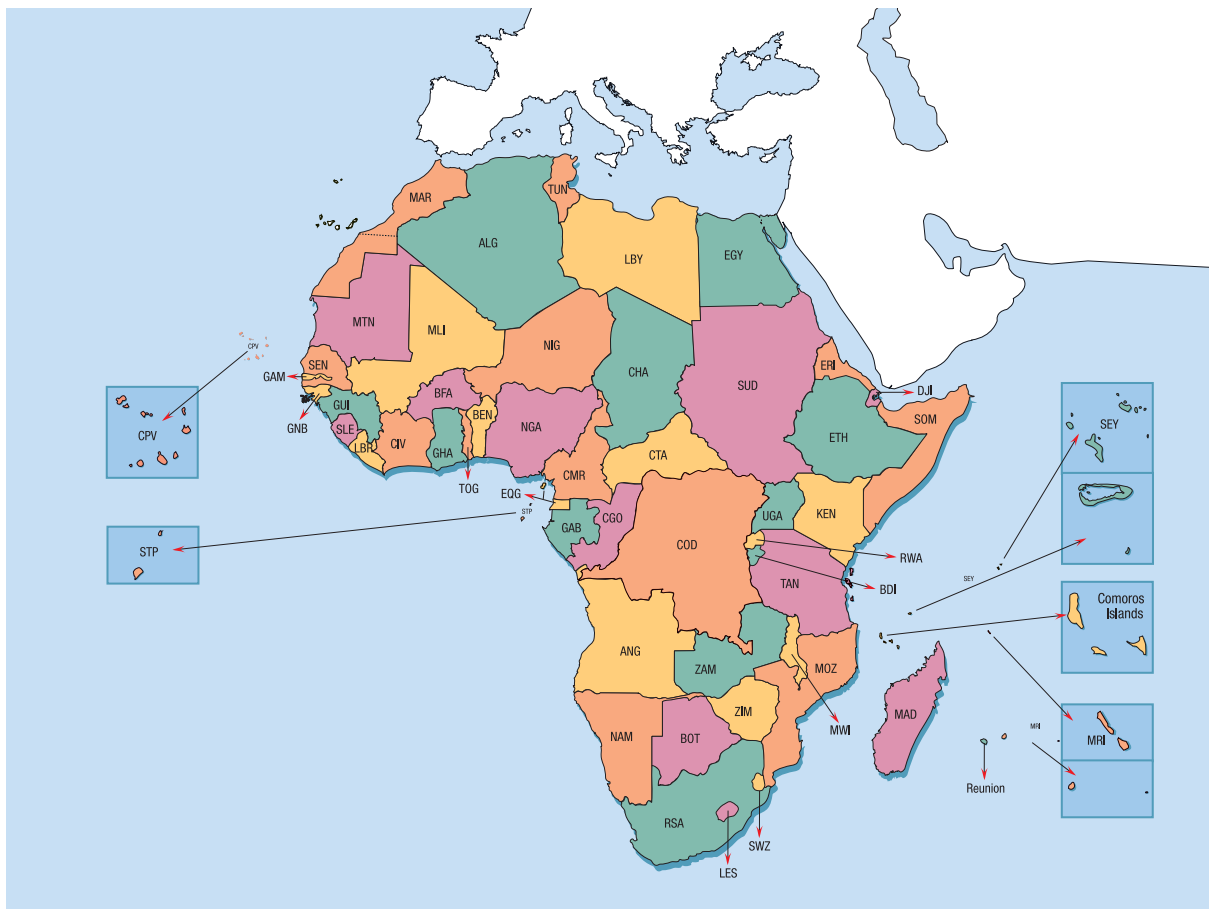 MAR
TUN
ALG
LBY
EGY
MTN
MLI
NIG
CPV
SEN
GAM
CHA
SUD
ERI
DJI
BFA
GUI
BEN
NGA
SOM
GNB
SLE
CPV
SEY
LBR
CIV
GHA
ETH
CTA
CMR
TOG
EQG
STP
GAB
CGO
UGA
KEN
STP
COD
RWA
TAN
BDI
SEY
Comoros
Islands
ANG
ZAM
MOZ
MAD
ZIM
MWI
NAM
BOT
MRI
MRI
Reunion
RSA
SWZ
LES